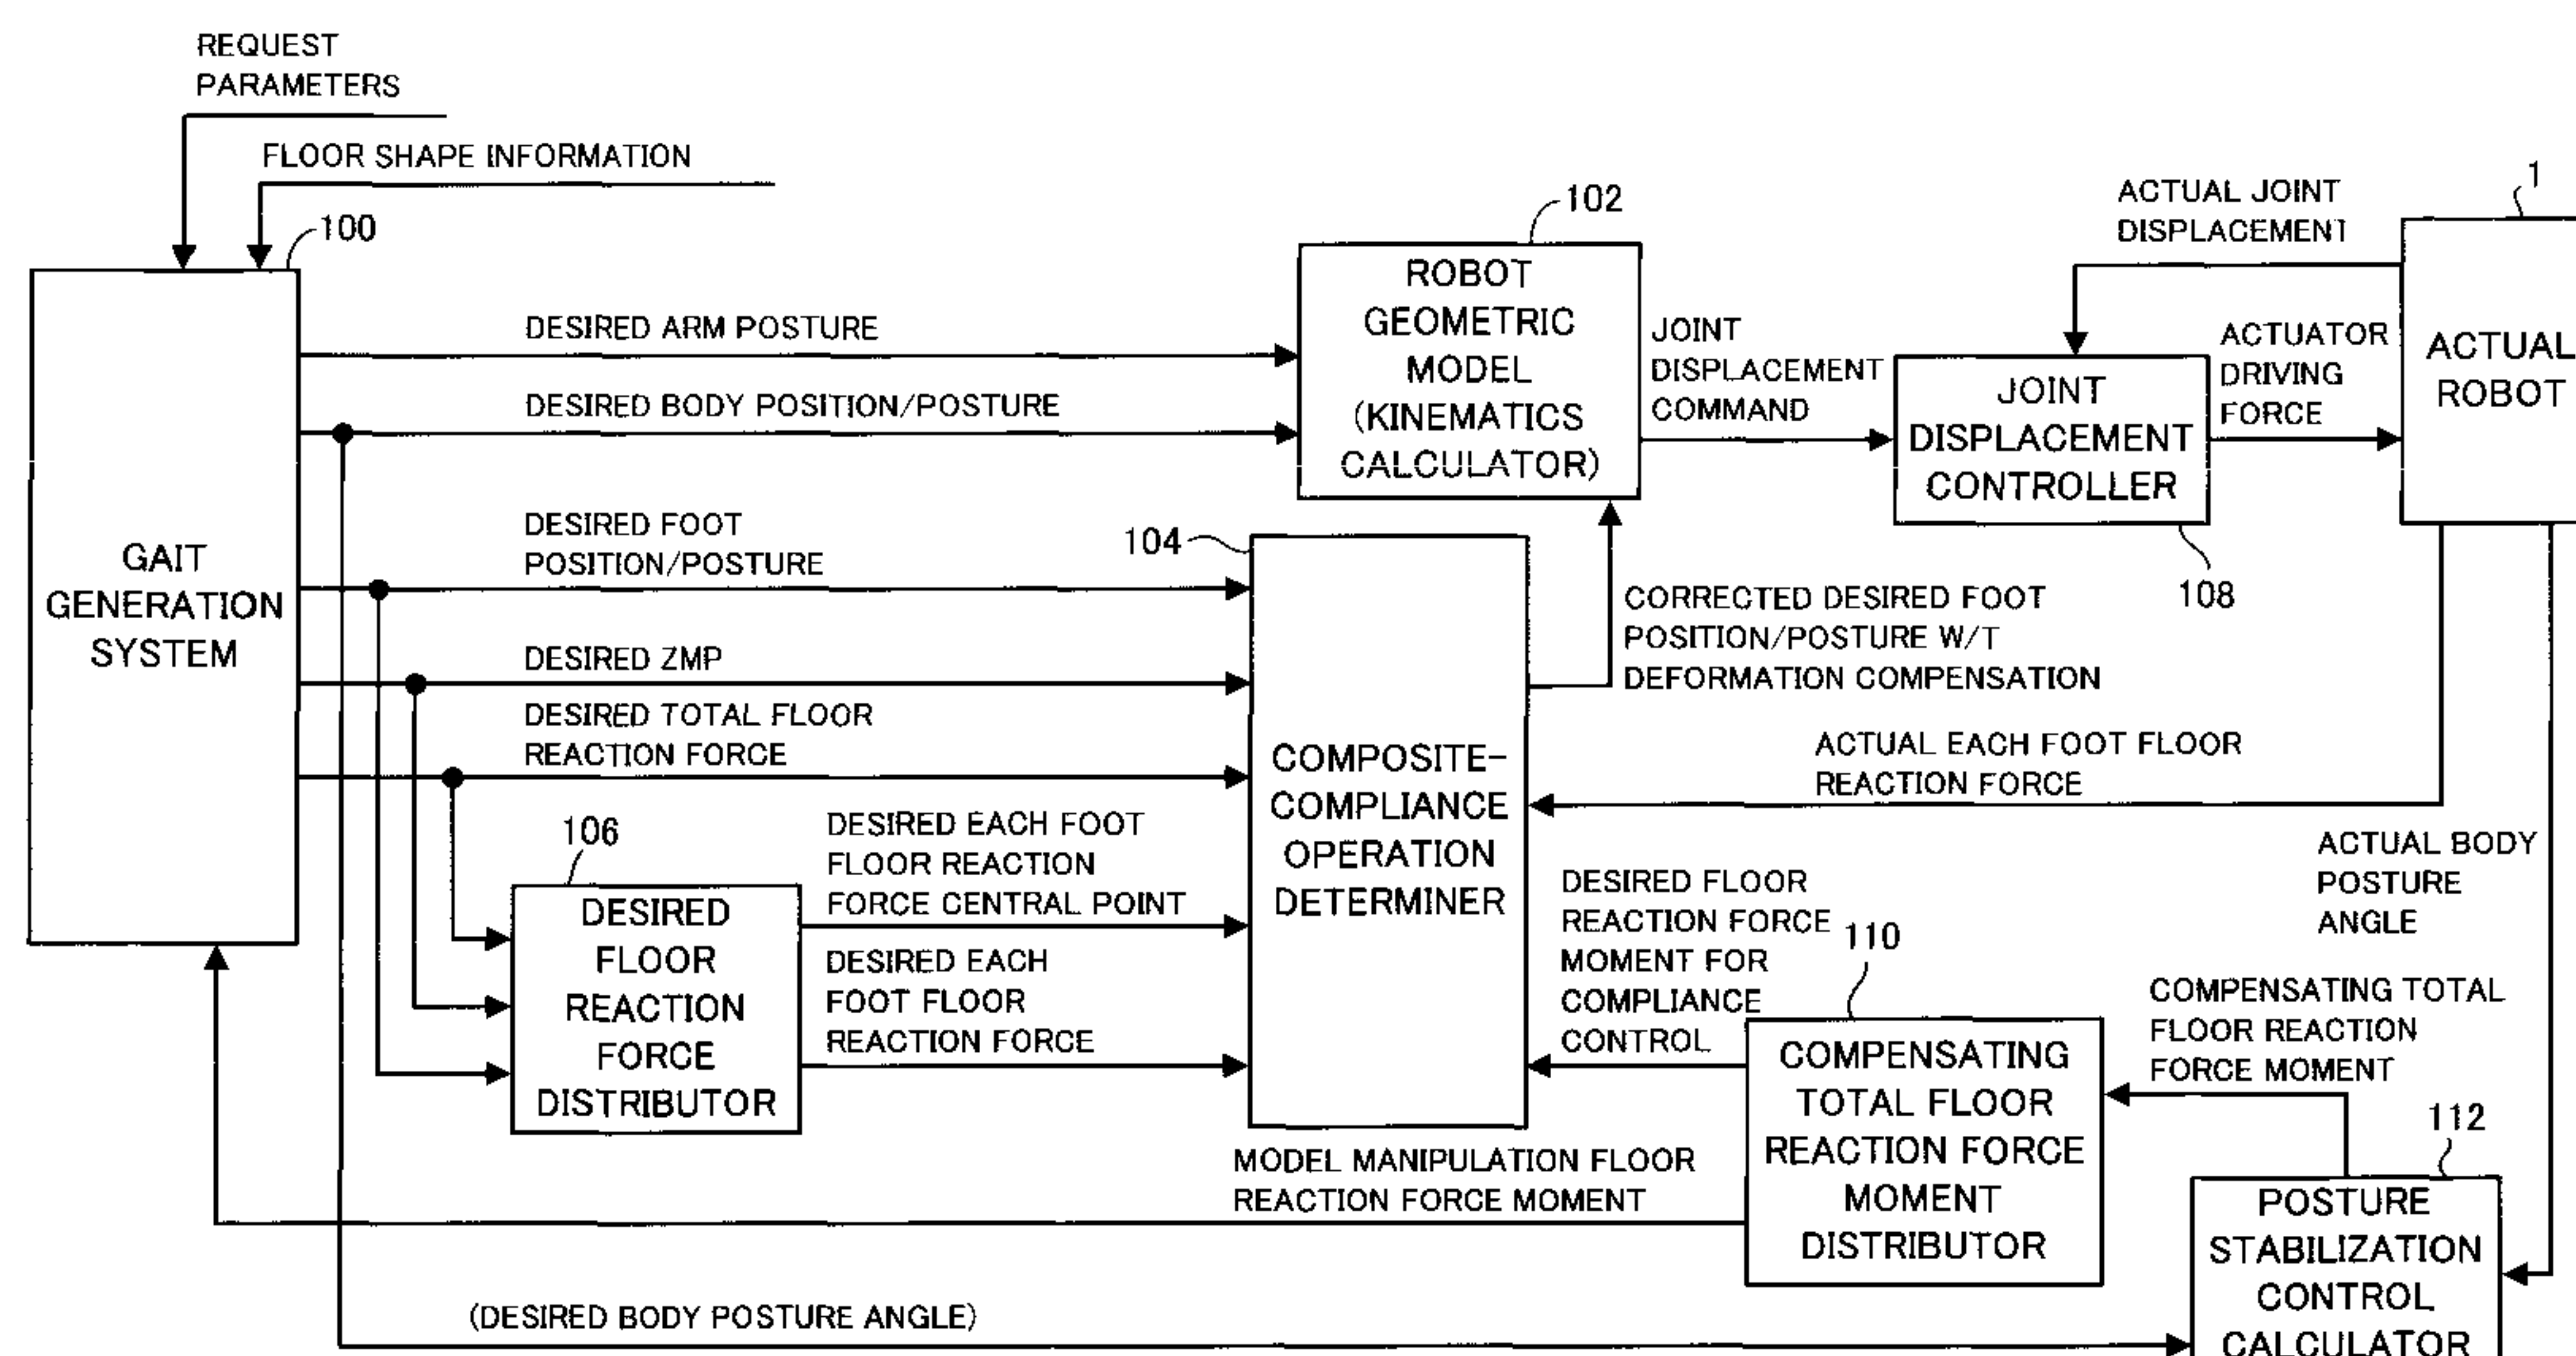 REQUEST
PARAMETERS
FLOOR SHAPE INFORMATION
100
GAIT
GENERATION
SYSTEM
DESIRED ARM POSTURE
DESIRED BODY POSITION/POSTURE
DESIRED FOOT
POSITION/POSTURE
DESIRED ZMP
DESIRED TOTAL FLOOR
REACTION FORCE
102
ROBOT
GEOMETRIC
MODEL
(KINEMATICS
CALCULATOR)
JOINT
DISPLACEMENT
COMMAND
ACTUAL JOINT
DISPLACEMENT
JOINT
DISPLACEMENT
CONTROLLER
108
ACTUATOR
DRIVING
FORCE
1
ACTUAL
ROBOT
104
COMPOSITE-
COMPLIANCE
OPERATION
DETERMINER
CORRECTED DESIRED FOOT
POSITION/POSTURE W/T
DEFORMATION COMPENSATION
ACTUAL EACH FOOT FLOOR
REACTION FORCE
106
DESIRED
FLOOR
REACTION
FORCE
DISTRIBUTOR
DESIRED EACH FOOT
FLOOR REACTION
FORCE CENTRAL POINT
DESIRED EACH
FOOT FLOOR
REACTION FORCE
DESIRED FLOOR
REACTION FORCE
MOMENT FOR
COMPLIANCE
CONTROL
110
COMPENSATING
TOTAL FLOOR
REACTION FORCE
MOMENT
DISTRIBUTOR
ACTUAL BODY
POSTURE
ANGLE
COMPENSATING TOTAL
FLOOR REACTION
FORCE MOMENT
112
POSTURE
STABILIZATION
CONTROL
CALCULATOR
MODEL MANIPULATION FLOOR
REACTION FORCE MOMENT
(DESIRED BODY POSTURE ANGLE)